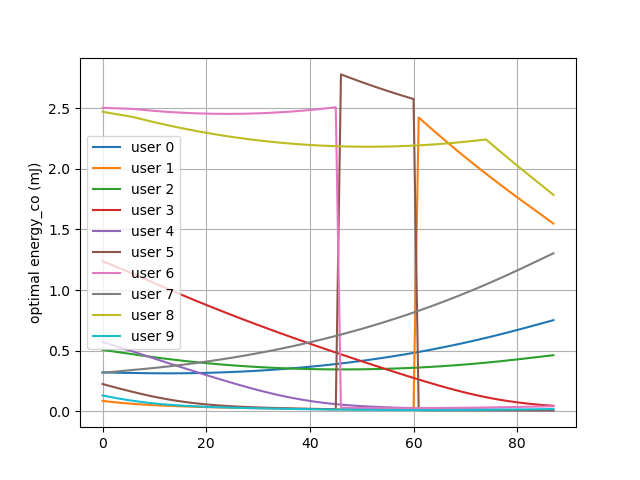 optimal energy_co (mJ)
2.5
2.0
1.5
1.0
0.5
0.0
0
20
40
60
80
user 0
user 1
user 2
user 3
user 4
user 5
user 6
user 7
user 8
user 9